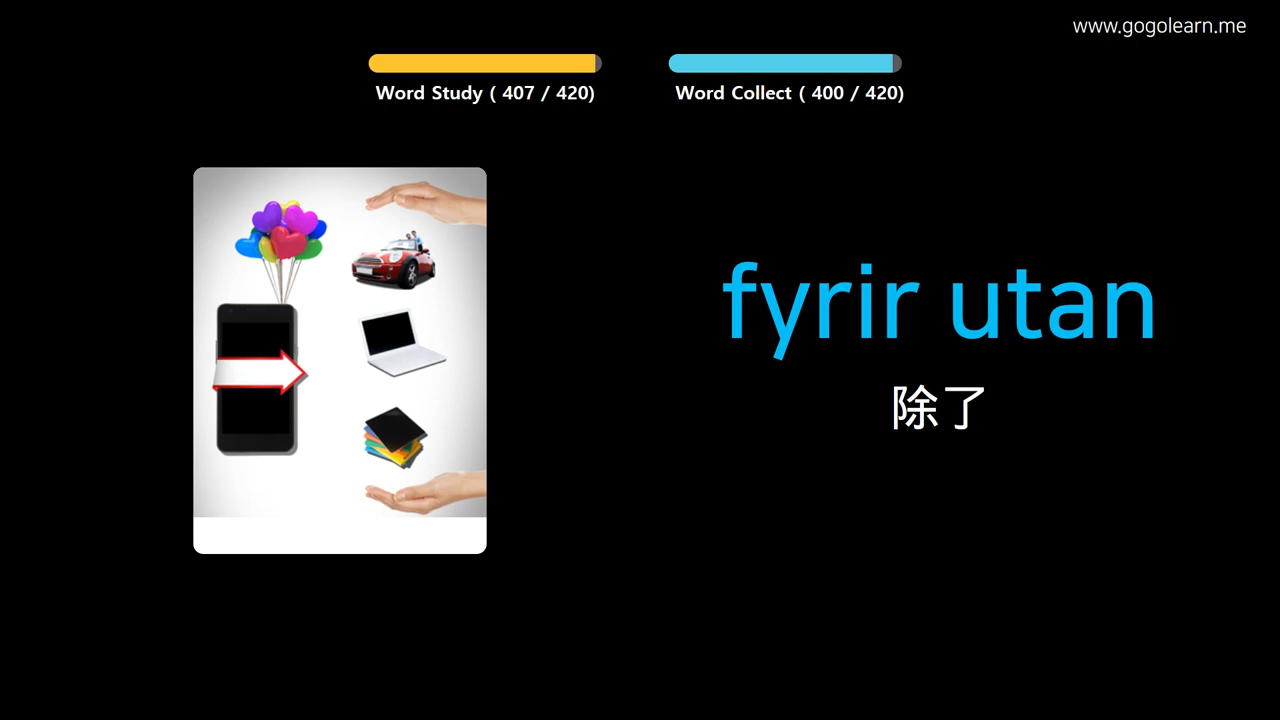 www.gogolearn.me
Word Study ( 407 / 420)
Word Collect ( 400 / 420)
fyrir utan
除了